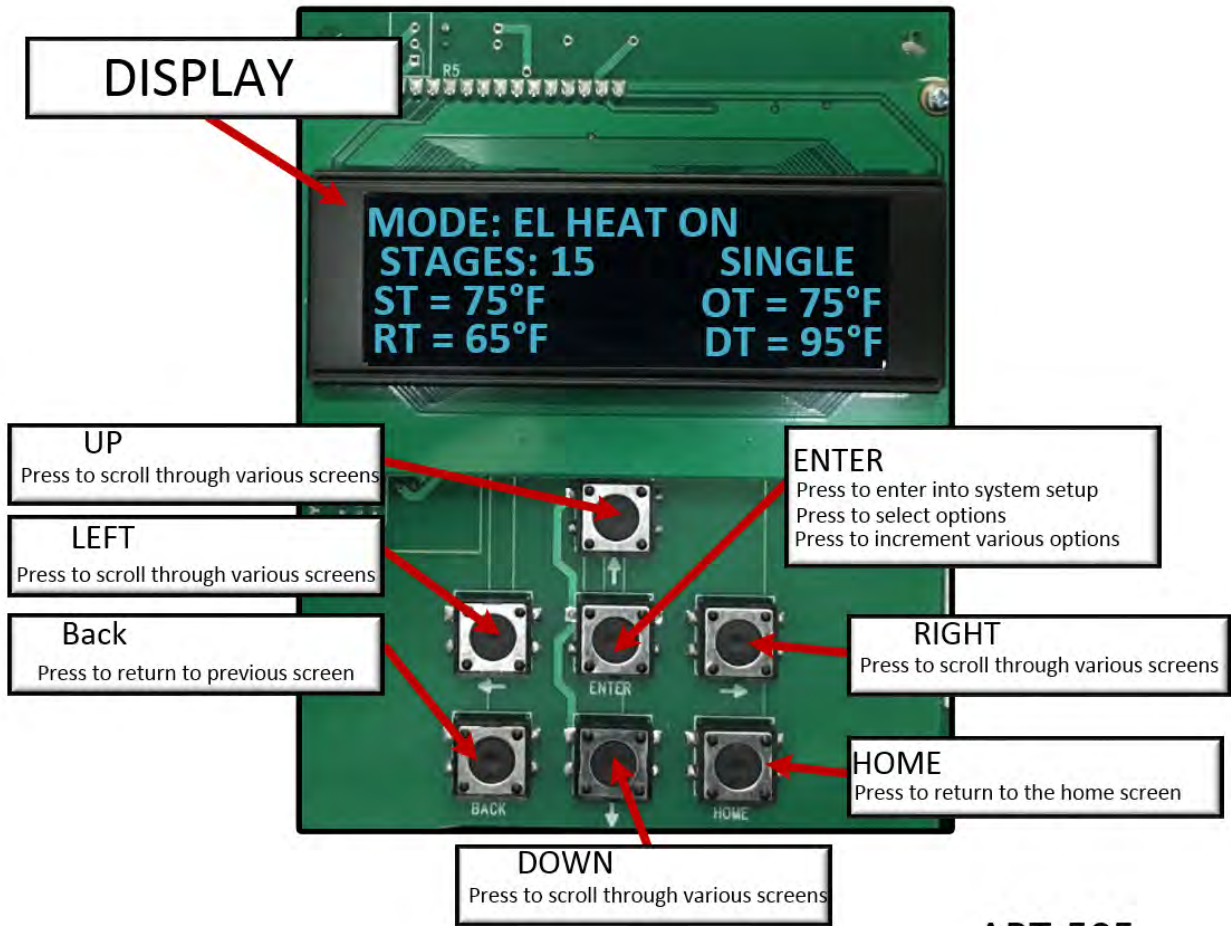 DISPLAY
R5
MODE: EL HEAT ON
STAGES: 15 SINGLE
ST = 75°F OT = 75°F
RT = 65°F DT = 95°F
UP
Press to scroll through various screens
LEFT
Press to scroll through various screens
Back
Press to return to previous screen
ENTER
Press to enter into system setup
Press to select options
Press to increment various options
RIGHT
Press to scroll through various screens
HOME
Press to return to the home screen
DOWN
Press to scroll through various screens
ENTER
BACK
HOME